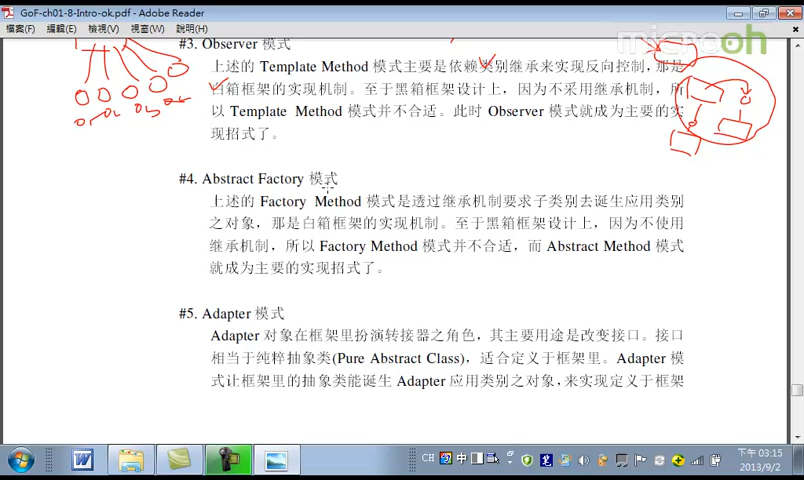 GoF-ch01-8-Intro-ok.pdf - Adobe Reader
檔案(F) 編輯(E) 檢視(V) 視窗(W) 說明(H)
microoh
#3. Observer 模式
上述的 Template Method 模式主要是依赖类别继承来实现反向控制，那是
白箱框架的实现机制。至于黑箱框架设计上，因为不采用继承机制，所
以 Template Method 模式并不合适。此时 Observer 模式就成为主要的实
现招式了。
#4. Abstract Factory 模式
上述的 Factory Method 模式是透过继承机制要求子类别去诞生应用类别
之对象，那是白箱框架的实现机制。至于黑箱框架设计上，因为不使用
继承机制，所以 Factory Method 模式并不合适，而 Abstract Method 模式
就成为主要的实现招式了。
#5. Adapter 模式
Adapter 对象在框架里扮演转接器之角色，其主要用途是改变接口。接口
相当于纯粹抽象类(Pure Abstract Class)，适合定义于框架里。Adapter 模
式让框架里的抽象类能诞生 Adapter 应用类别之对象，来实现定义于框架
CH 中
下午 03:15
2013/9/2